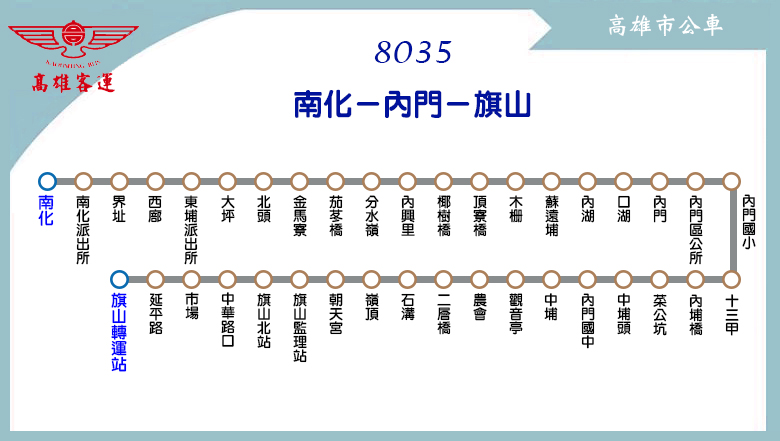 高雄市公車
KAOHSIUNG BUS
高雄客運
8035
南化－內門－旗山
南化
南化派出所
界址
西廊
東埔派出所
大坪
北頭
金馬寮
茄苳橋
分水嶺
內興里
椰樹橋
頂寮橋
木柵
蘇遠埔
內湖
口湖
內門
內門區公所
內門國小
旗山轉運站
延平路
市場
中華路口
旗山北站
旗山監理站
朝天宮
嶺頂
石溝
二層橋
農會
觀音亭
中埔
內門國中
中埔頭
菜公坑
內埔橋
十三甲